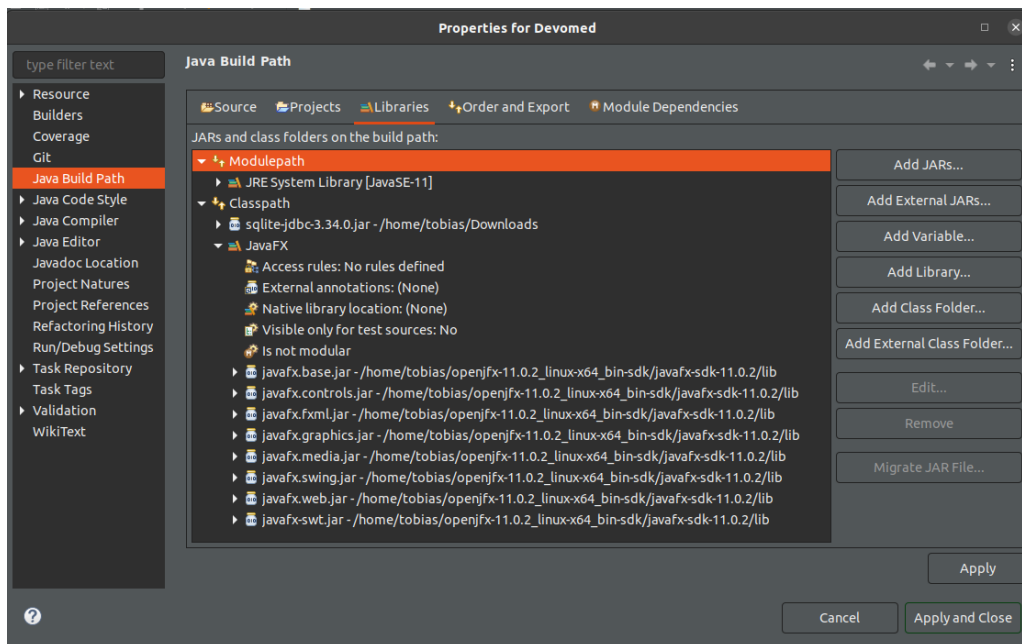 Properties for Devomed
type filter text
Resource
Builders
Coverage
Git
Java Build Path
Java Code Style
Java Compiler
Java Editor
Javadoc Location
Project Natures
Project References
Refactoring History
Run/Debug Settings
Task Repository
Task Tags
Validation
WikiText
Java Build Path
Source Projects Libraries Order and Export Module Dependencies
JARs and class folders on the build path:
Modulepath
JRE System Library [JavaSE-11]
Classpath
sqlite-jdbc-3.34.0.jar - /home/tobias/Downloads
JavaFX
Access rules: No rules defined
External annotations: (None)
Native library location: (None)
Visible only for test sources: No
Is not modular
javafx.base.jar - /home/tobias/openjfx-11.0.2_linux-x64_bin-sdk/javafx-sdk-11.0.2/lib
javafx.controls.jar - /home/tobias/openjfx-11.0.2_linux-x64_bin-sdk/javafx-sdk-11.0.2/lib
javafx.fxml.jar - /home/tobias/openjfx-11.0.2_linux-x64_bin-sdk/javafx-sdk-11.0.2/lib
javafx.graphics.jar - /home/tobias/openjfx-11.0.2_linux-x64_bin-sdk/javafx-sdk-11.0.2/lib
javafx.media.jar - /home/tobias/openjfx-11.0.2_linux-x64_bin-sdk/javafx-sdk-11.0.2/lib
javafx.swing.jar - /home/tobias/openjfx-11.0.2_linux-x64_bin-sdk/javafx-sdk-11.0.2/lib
javafx.web.jar - /home/tobias/openjfx-11.0.2_linux-x64_bin-sdk/javafx-sdk-11.0.2/lib
javafx-swt.jar - /home/tobias/openjfx-11.0.2_linux-x64_bin-sdk/javafx-sdk-11.0.2/lib
Add JARs...
Add External JARs...
Add Variable...
Add Library...
Add Class Folder...
Add External Class Folder...
Edit...
Remove
Migrate JAR File...
Apply
Cancel
Apply and Close